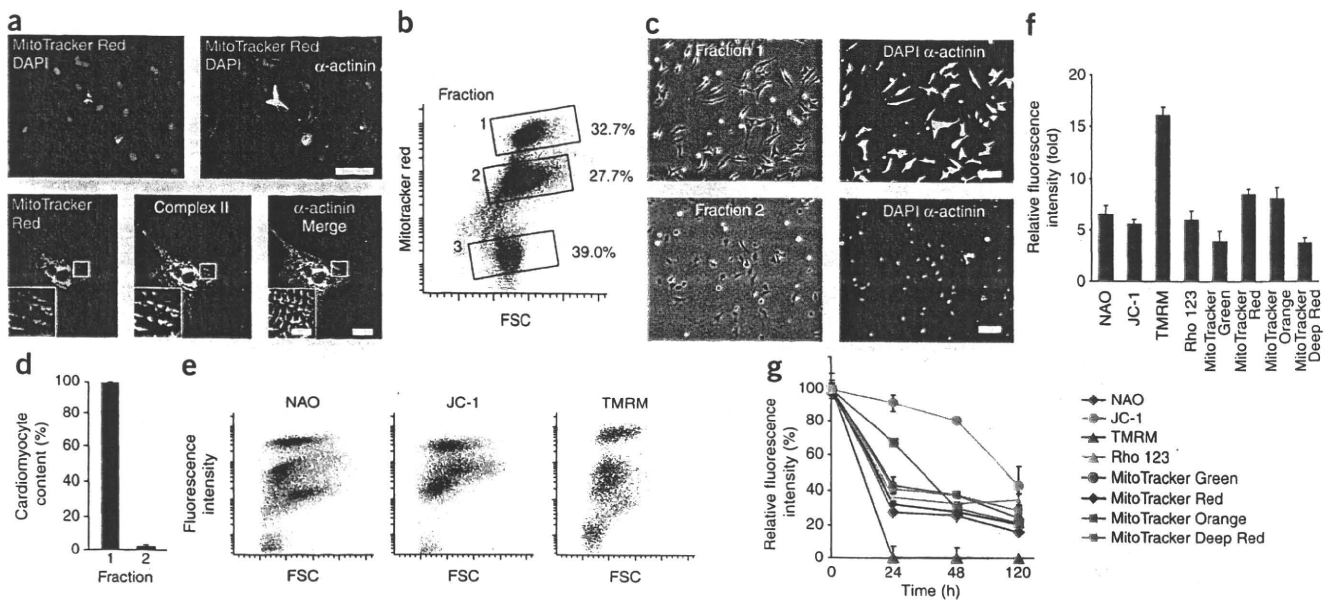 a
MitoTracker Red
DAPI
MitoTracker Red
DAPI
α-actinin
MitoTracker
Red
Complex II
α-actinin
Merge
b
Fraction
1
32.7%
2
27.7%
3
39.0%
Mitotracker red
FSC
c
Fraction 1
DAPI α-actinin
Fraction 2
DAPI α-actinin
d
Cardiomyocyte
content (%)
100
80
60
40
20
0
1 2
Fraction
e
NAO
JC-1
TMRM
Fluorescence
intensity
FSC
FSC
FSC
f
Relative fluorescence
intensity (fold)
20
15
10
5
0
NAO
JC-1
TMRM
Rho 123
MitoTracker
Green
MitoTracker
Red
MitoTracker
Orange
MitoTracker
Deep Red
g
Relative fluorescence
intensity (%)
100
80
60
40
20
0
0 24 48 120
Time (h)
NAO
JC-1
TMRM
Rho 123
MitoTracker Green
MitoTracker Red
MitoTracker Orange
MitoTracker Deep Red